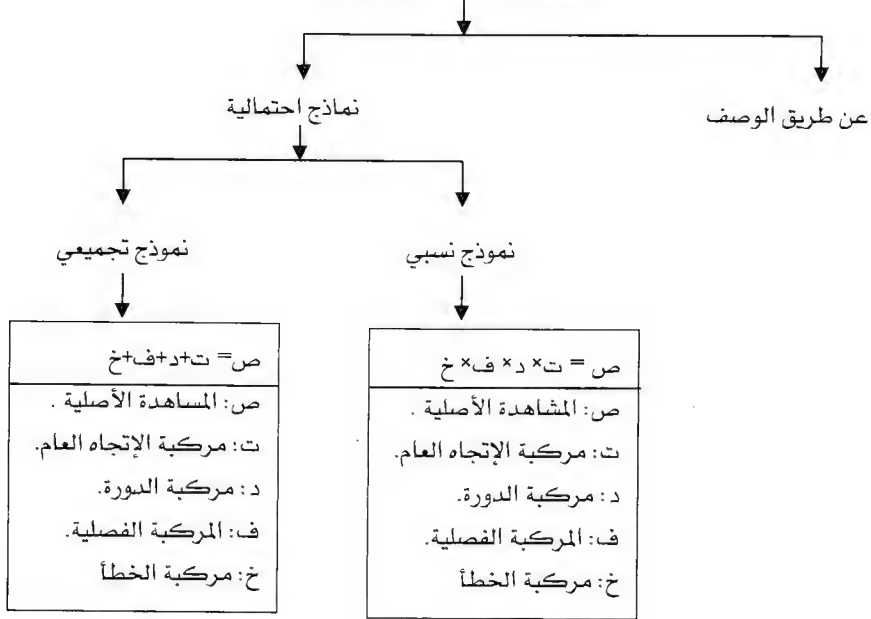 عن طريق الوصف
نماذج احتمالية
نموذج نسبي
نموذج تجميعي
ص = ت× د× ف× خ
ص: المشاهدة الأصلية .
ت: مركبة الإتجاه العام.
د: مركبة الدورة.
ف: المركبة الفصلية.
خ: مركبة الخطأ
ص= ت+د+ف+خ
ص: المساهدة الأصلية .
ت: مركبة الإتجاه العام.
د: مركبة الدورة.
ف: المركبة الفصلية.
خ: مركبة الخطأ